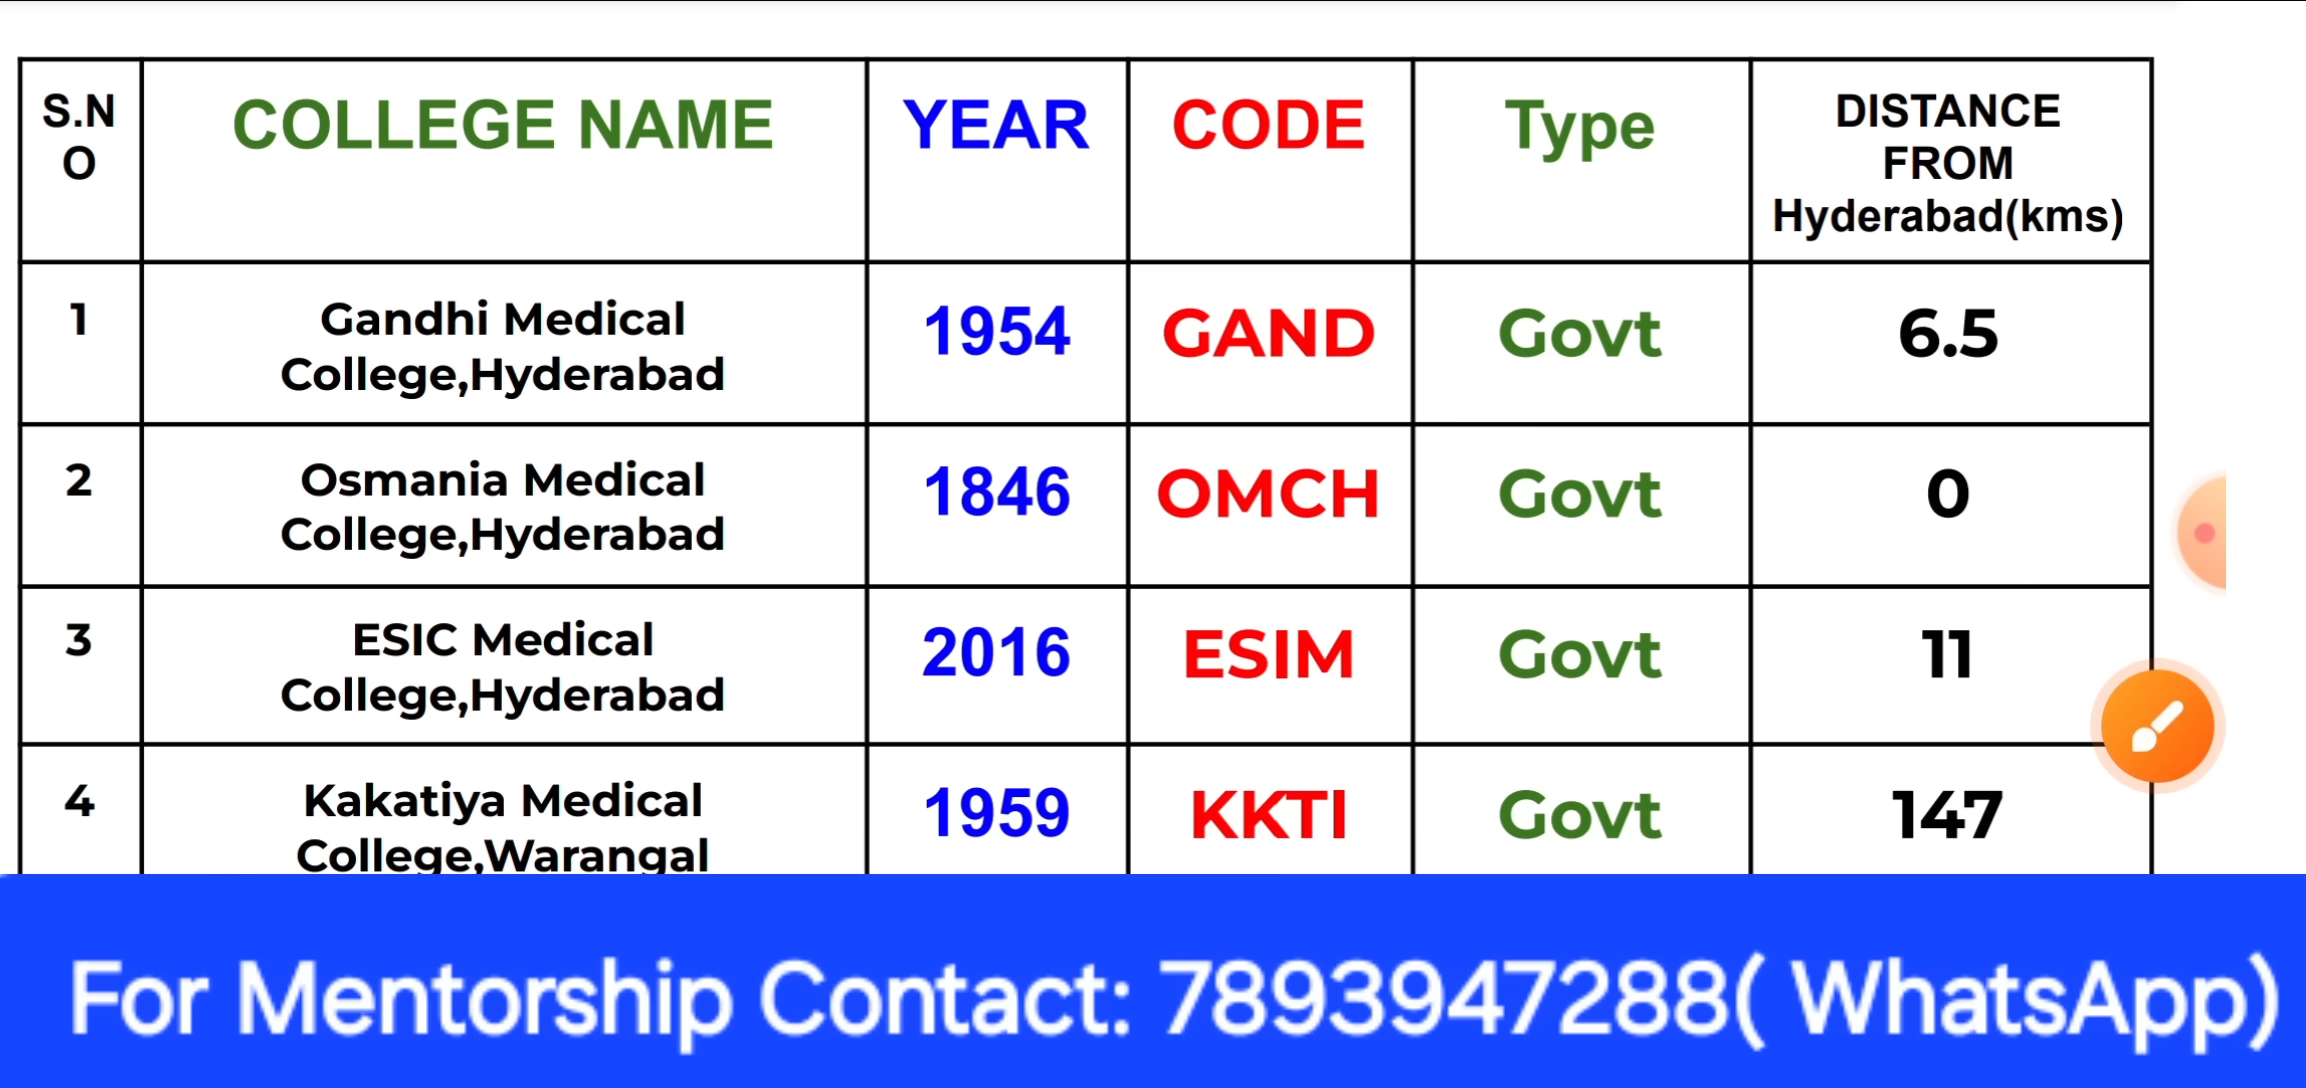 S.N
O
COLLEGE NAME
YEAR
CODE
Type
DISTANCE
FROM
Hyderabad(kms)
1
Gandhi Medical
College,Hyderabad
1954
GAND
Govt
6.5
2
Osmania Medical
College,Hyderabad
1846
OMCH
Govt
0
3
ESIC Medical
College,Hyderabad
2016
ESIM
Govt
11
4
Kakatiya Medical
College,Warangal
1959
KKTI
Govt
147
For Mentorship Contact: 7893947288( WhatsApp)